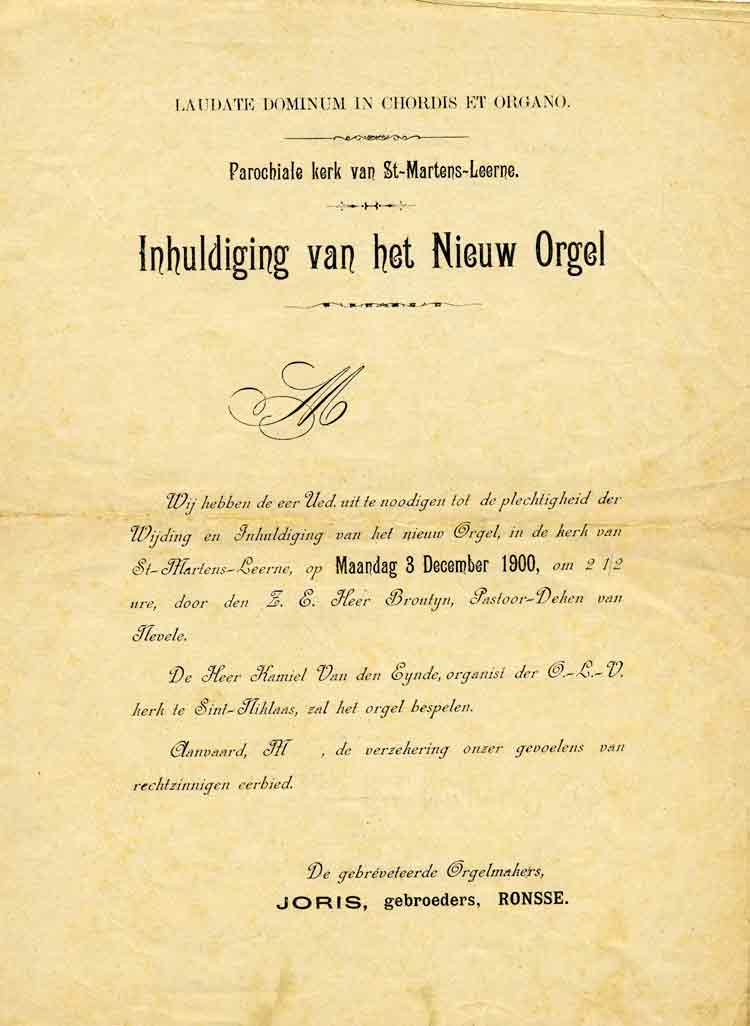 LAUDATE DOMINUM IN CHORDIS ET ORGANO.
Parochiale kerk van St-Martens-Leerne.
Inhuldiging van het Nieuw Orgel
M
Wij hebben de eer Ued. uit te noodigen tot de plechtigheid der
Wijding en Inhuldiging van het nieuw Orgel, in de kerk van
St-Martens-Leerne, op Maandag 3 December 1900, om 2 1/2
ure, door den Z. E. Heer Brontyn, Pastoor-Deken van
Nevele.
De Heer Kamiel Van den Eynde, organist der O.-L.-V.
kerk te Sint-Niklaas, zal het orgel bespelen.
Aanvaard, M , de verzekering onzer gevoelens van
rechtzinnigen eerbied.
De gebréveteerde Orgelmakers,
JORIS, gebroeders, RONSSE.